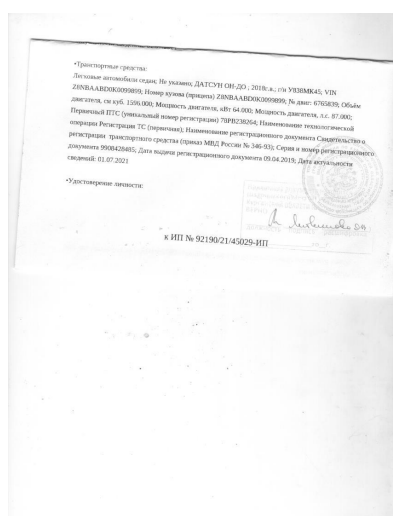 •Транспортные средства:
Легковые автомобили седан; Не указано; ДАТСУН ОН-ДО ; 2018г.в.; г/н У838МК45; VIN
Z8NBAABD0K0099899; Номер кузова (прицепа) Z8NBAABD0K0099899; № двиг: 6765839; Объём
двигателя, см куб. 1596.000; Мощность двигателя, кВт 64.000; Мощность двигателя, л.с. 87.000;
Первичный ПТС (уникальный номер регистрации) 78РВ238264; Наименование технологической
операции Регистрация ТС (первичная); Наименование регистрационного документа Свидетельство о
регистрации транспортного средства (приказ МВД России № 346-93); Серия и номер регистрационного
документа 9908428485; Дата выдачи регистрационного документа 09.04.2019; Дата актуальности
сведений: 01.07.2021
•Удостоверение личности:
к ИП № 92190/21/45029-ИП